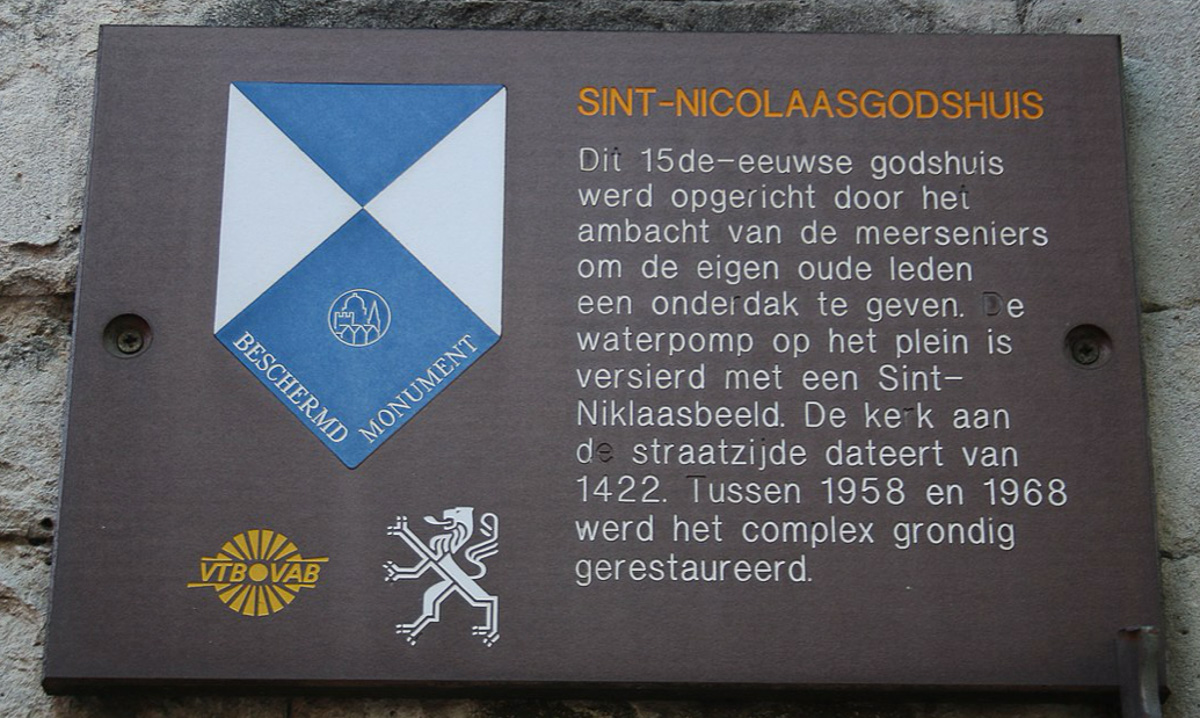 SINT-NICOLAASGODSHUIS
Dit 15de-eeuwse godshuis
werd opgericht door het
ambacht van de meerseniers
om de eigen oude leden
een onderdak te geven. De
waterpomp op het plein is
versierd met een Sint-
Niklaasbeeld. De kerk aan
de straatzijde dateert van
1422. Tussen 1958 en 1968
werd het complex grondig
gerestaureerd.
BESCHERMD MONUMENT
VTB VAB